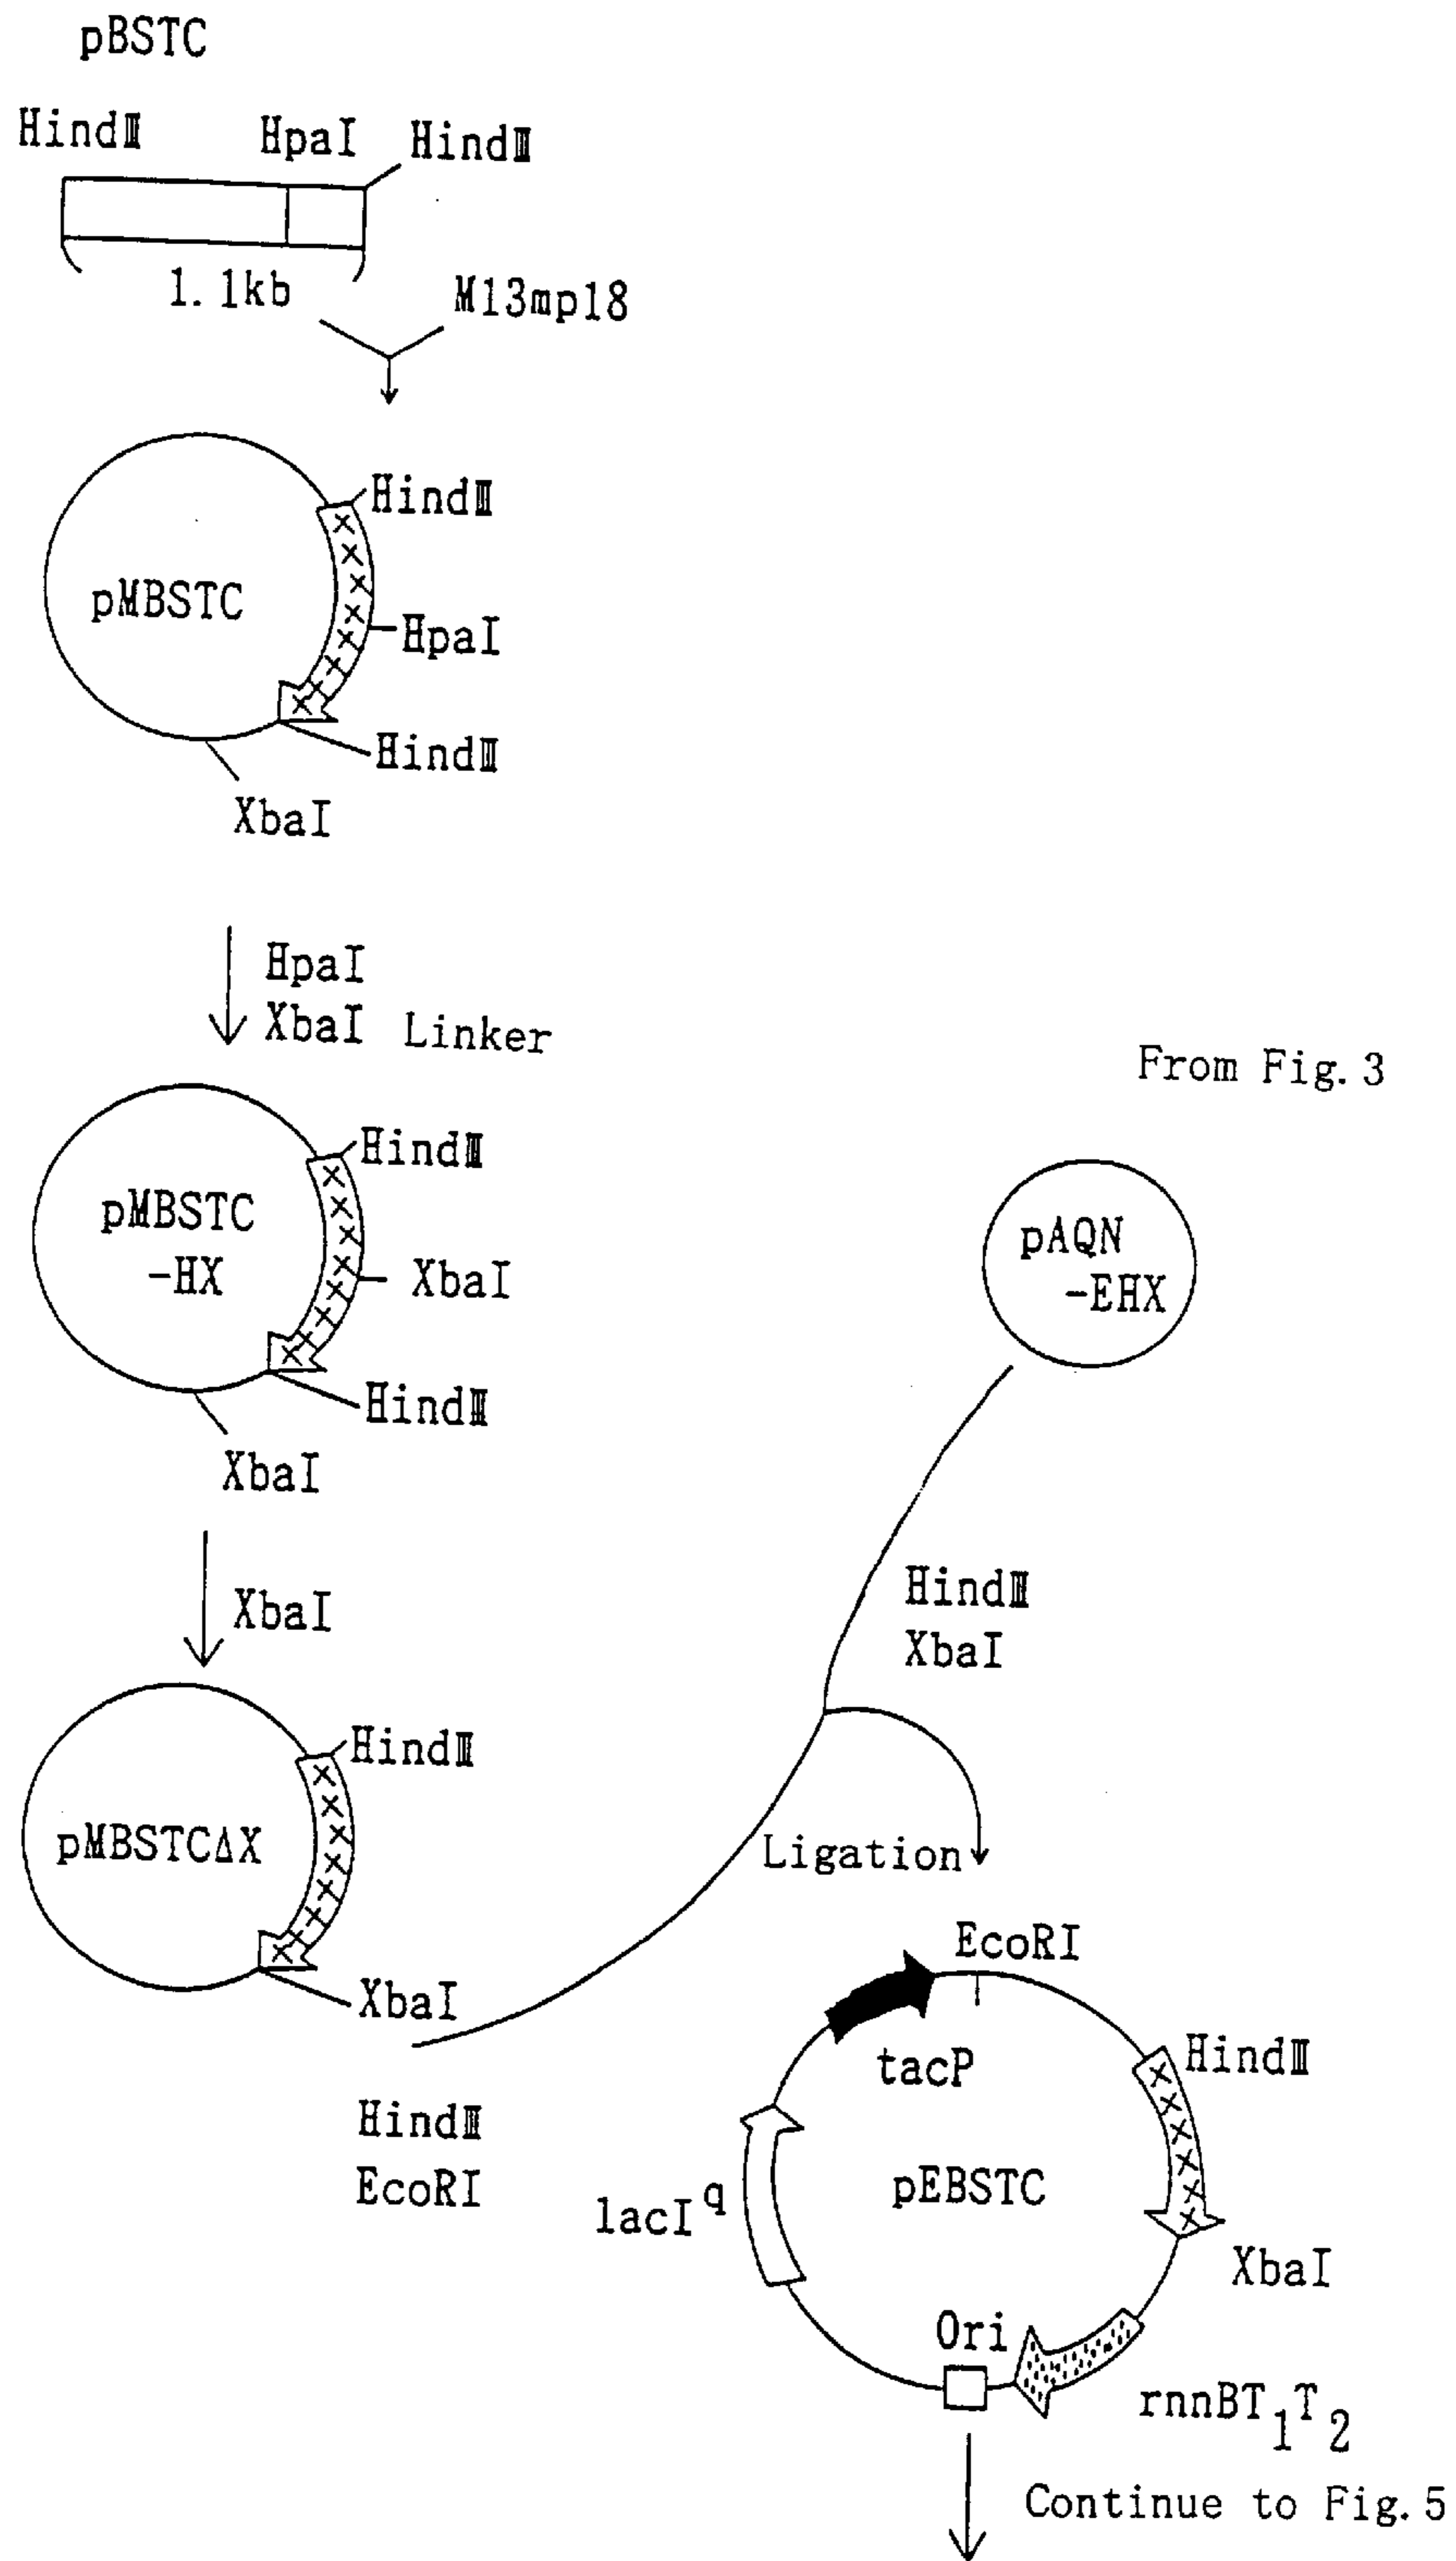 pBSTC
HindⅢ HpaI HindⅢ
1.1kb
M13mp18
HindⅢ
pMBSTC
HpaI
HindⅢ
XbaI
HpaI
XbaI Linker
From Fig. 3
HindⅢ
pMBSTC
-HX
XbaI
HindⅢ
XbaI
pAQN
-EHX
XbaI
HindⅢ
XbaI
HindⅢ
pMBSTCΔX
XbaI
Ligation
HindⅢ
EcoRI
EcoRI
tacP
HindⅢ
pEBSTC
lacI^q
XbaI
Ori
rnnBT₁T₂
Continue to Fig. 5